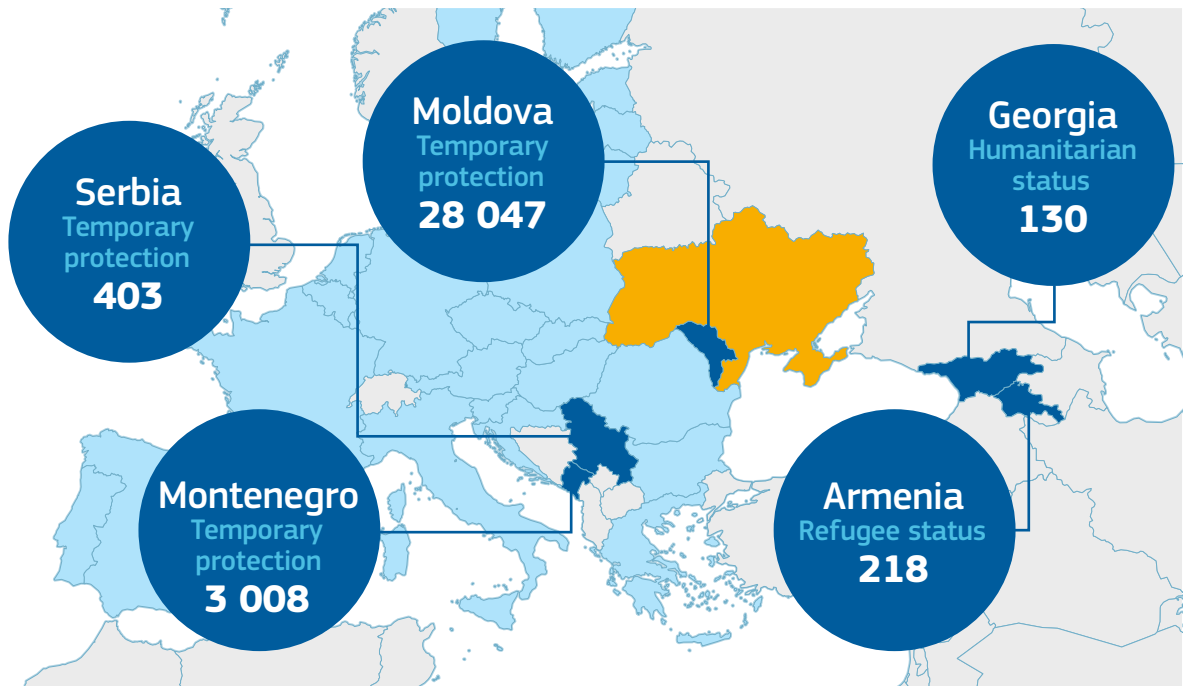 Moldova
Temporary
protection
28 047
Georgia
Humanitarian
status
130
Serbia
Temporary
protection
403
Montenegro
Temporary
protection
3 008
Armenia
Refugee status
218